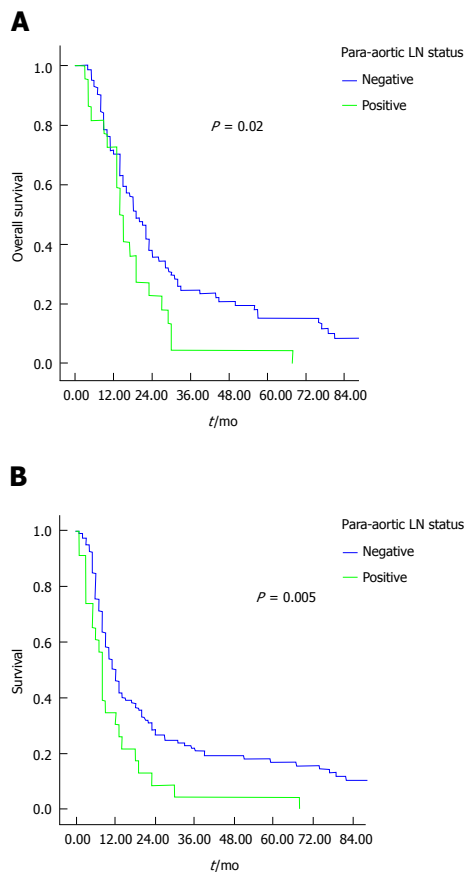 A
Para-aortic LN status
Negative
Positive
P = 0.02
Overall survival
1.0
0.8
0.6
0.4
0.2
0.0
0.00 12.00 24.00 36.00 48.00 60.00 72.00 84.00
t/mo
B
Para-aortic LN status
Negative
Positive
P = 0.005
Survival
1.0
0.8
0.6
0.4
0.2
0.0
0.00 12.00 24.00 36.00 48.00 60.00 72.00 84.00
t/mo